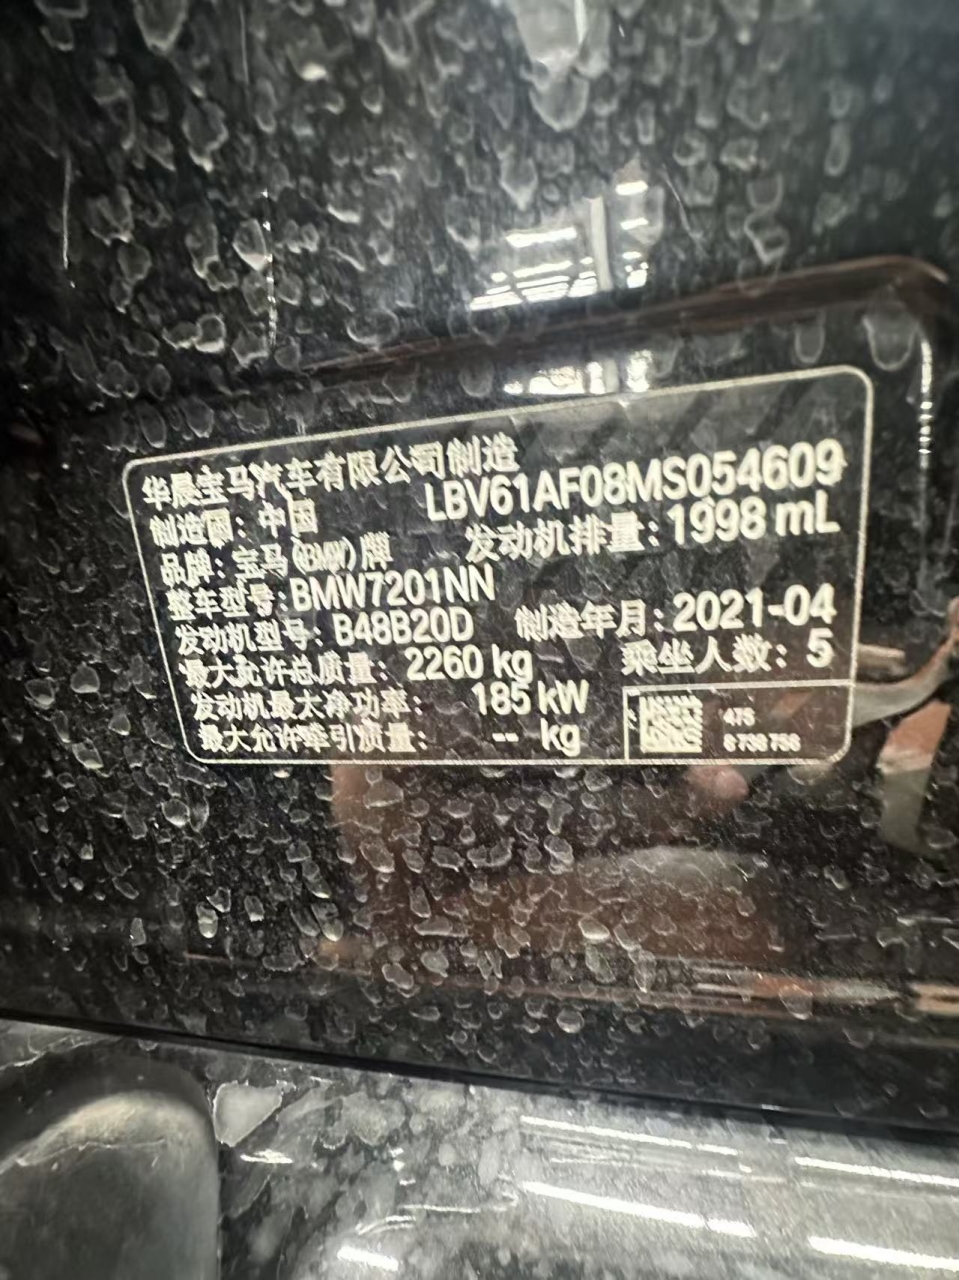 华晨宝马汽车有限公司制造
LBV61AF08MS054609
制造国：中国
发动机排量：1998 mL
品牌：宝马（BMW）牌
整车型号：BMW7201NN
制造年月：2021-04
发动机型号：B48B20D
乘坐人数：5
最大允许总质量：2260 kg
发动机最大净功率：185 kW
最大允许牵引质量：-- kg
475
8 738 756